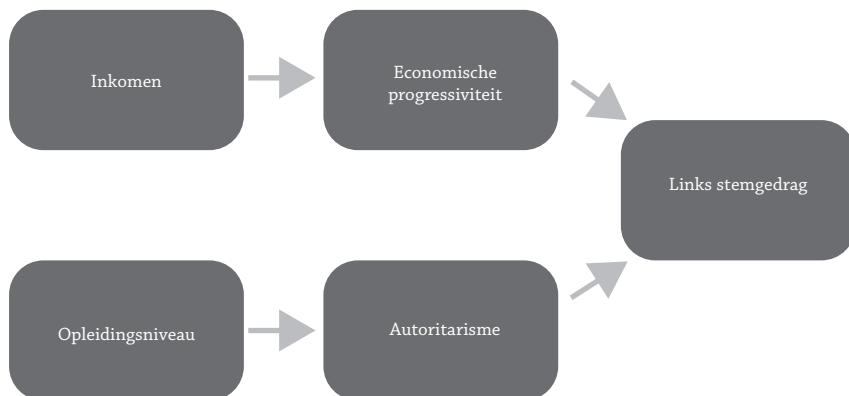 Inkomen
Economische
progressiviteit
Links stemgedrag
Opleidingsniveau
Autoritarisme